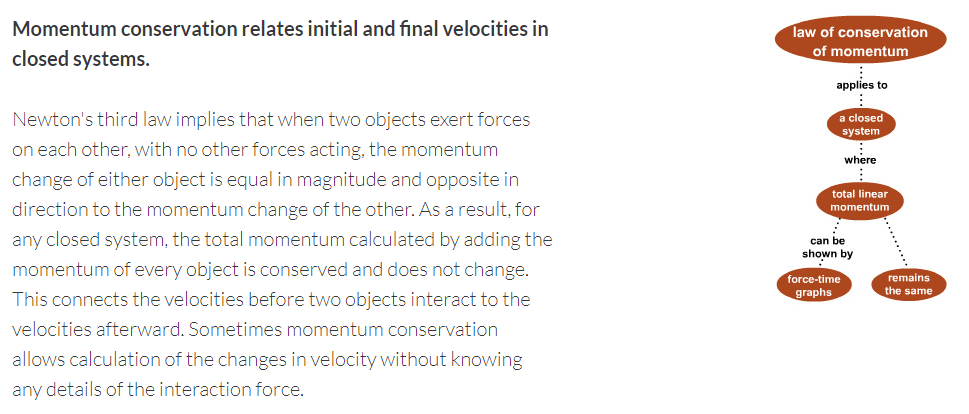 Momentum conservation relates initial and final velocities in
closed systems.
Newton's third law implies that when two objects exert forces
on each other, with no other forces acting, the momentum
change of either object is equal in magnitude and opposite in
direction to the momentum change of the other. As a result, for
any closed system, the total momentum calculated by adding the
momentum of every object is conserved and does not change.
This connects the velocities before two objects interact to the
velocities afterward. Sometimes momentum conservation
allows calculation of the changes in velocity without knowing
any details of the interaction force.
law of conservation
of momentum
applies to
a closed
system
where
total linear
momentum
can be
shown by
force-time
graphs
remains
the same